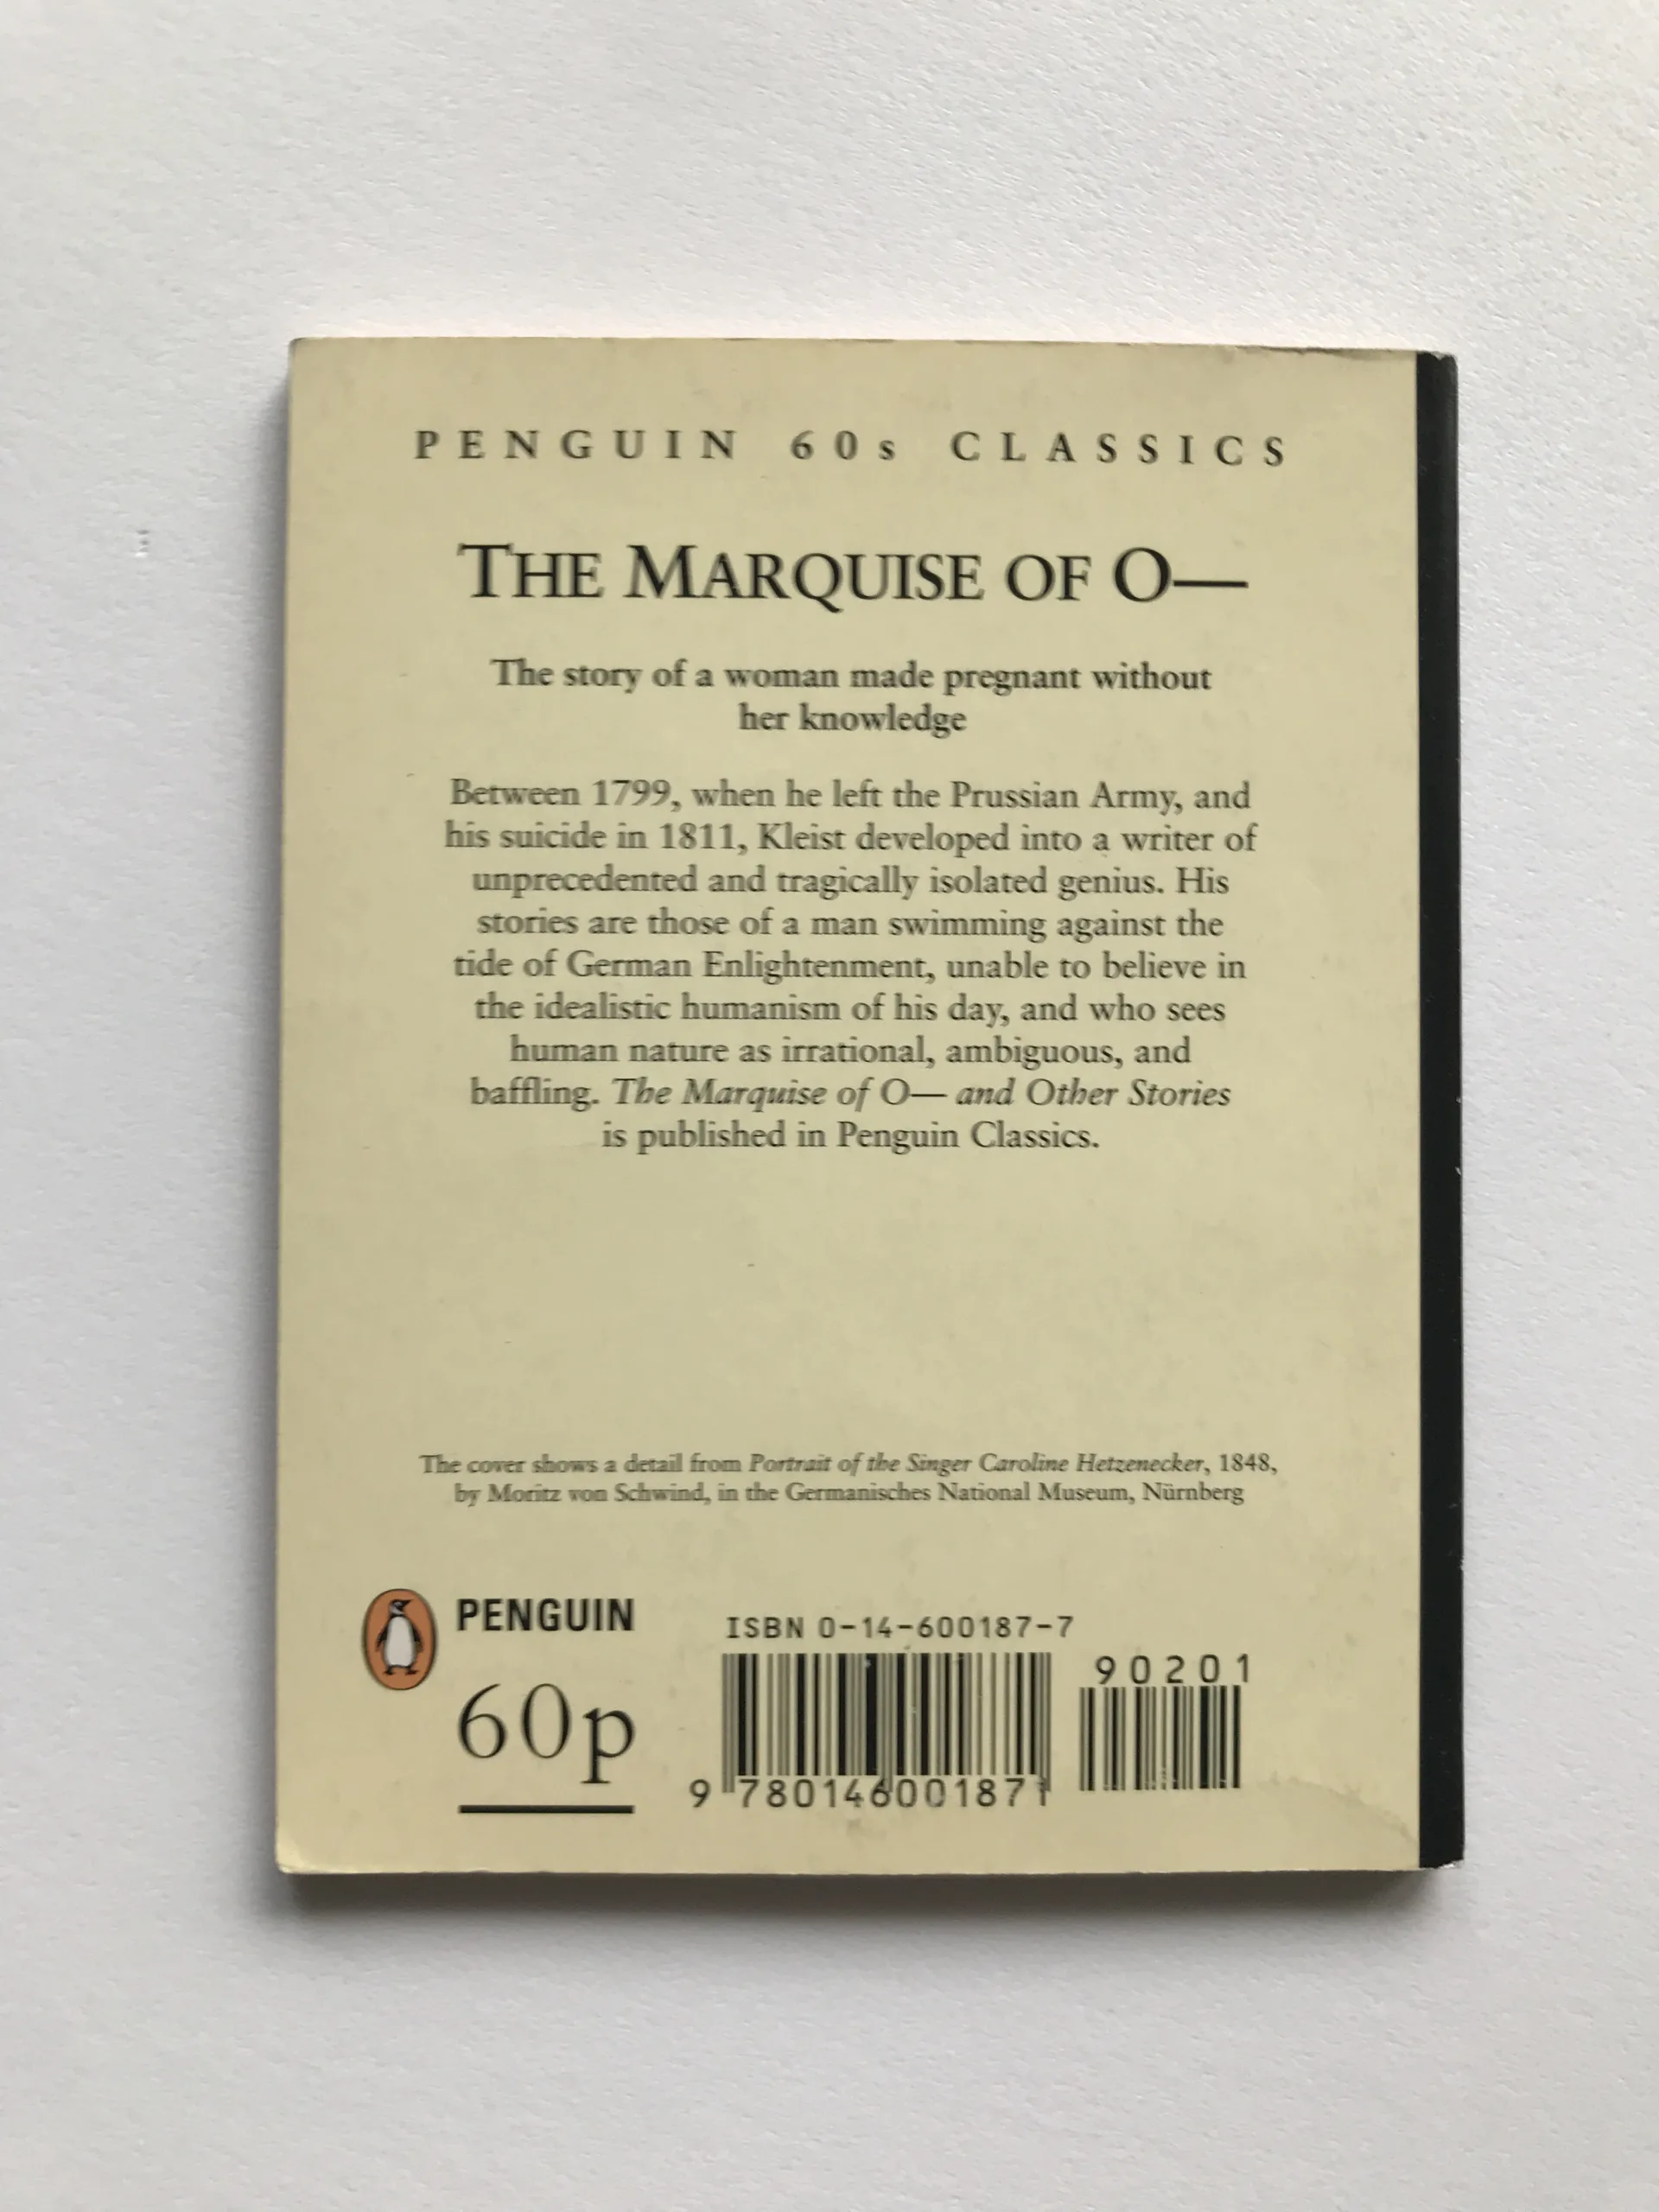 PENGUIN 60s CLASSICS
THE MARQUISE OF O—
The story of a woman made pregnant without
her knowledge
Between 1799, when he left the Prussian Army, and
his suicide in 1811, Kleist developed into a writer of
unprecedented and tragically isolated genius. His
stories are those of a man swimming against the
tide of German Enlightenment, unable to believe in
the idealistic humanism of his day, and who sees
human nature as irrational, ambiguous, and
baffling. The Marquise of O— and Other Stories
is published in Penguin Classics.
The cover shows a detail from Portrait of the Singer Caroline Hetzenecker, 1848,
by Moritz von Schwind, in the Germanisches National Museum, Nürnberg
PENGUIN
60p
ISBN 0-14-600187-7
90201
9 780146001871